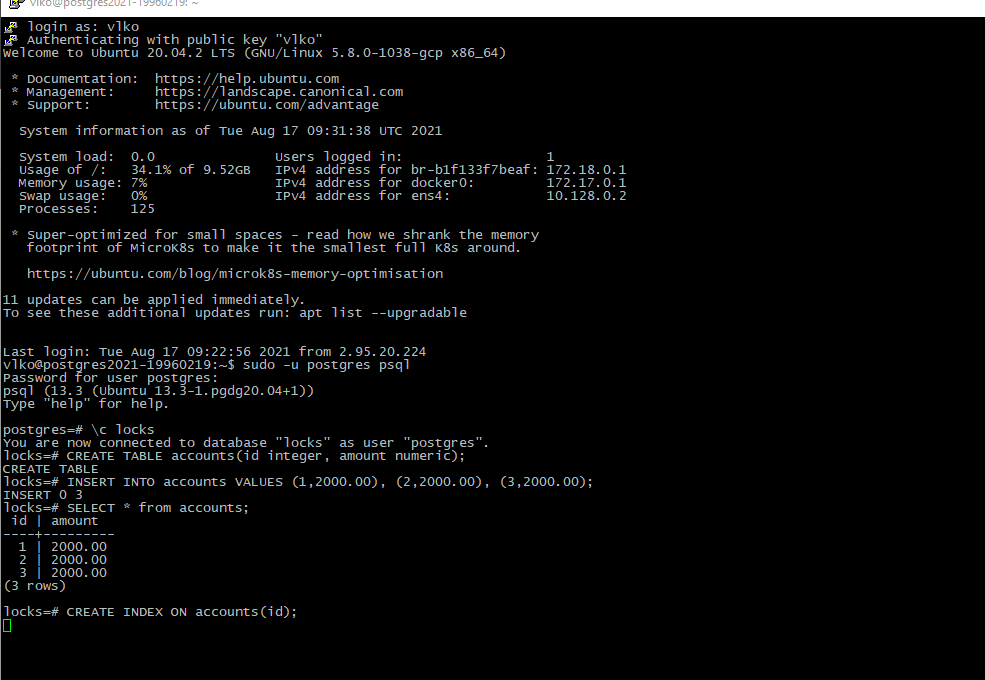 vlko@postgres2021-19960219: ~
login as: vlko
Authenticating with public key "vlko"
Welcome to Ubuntu 20.04.2 LTS (GNU/Linux 5.8.0-1038-gcp x86_64)
* Documentation:  https://help.ubuntu.com
* Management:     https://landscape.canonical.com
* Support:        https://ubuntu.com/advantage
System information as of Tue Aug 17 09:31:38 UTC 2021
System load:  0.0               Users logged in:                  1
Usage of /:   34.1% of 9.52GB   IPv4 address for br-b1f133f7beaf: 172.18.0.1
Memory usage: 7%                IPv4 address for docker0:         172.17.0.1
Swap usage:   0%                IPv4 address for ens4:            10.128.0.2
Processes:    125
* Super-optimized for small spaces - read how we shrank the memory
footprint of MicroK8s to make it the smallest full K8s around.
https://ubuntu.com/blog/microk8s-memory-optimisation
11 updates can be applied immediately.
To see these additional updates run: apt list --upgradable
Last login: Tue Aug 17 09:22:56 2021 from 2.95.20.224
vlko@postgres2021-19960219:~$ sudo -u postgres psql
Password for user postgres:
psql (13.3 (Ubuntu 13.3-1.pgdg20.04+1))
Type "help" for help.
postgres=# \c locks
You are now connected to database "locks" as user "postgres".
locks=# CREATE TABLE accounts(id integer, amount numeric);
CREATE TABLE
locks=# INSERT INTO accounts VALUES (1,2000.00), (2,2000.00), (3,2000.00);
INSERT 0 3
locks=# SELECT * from accounts;
id | amount
----+---------
1 | 2000.00
2 | 2000.00
3 | 2000.00
(3 rows)
locks=# CREATE INDEX ON accounts(id);